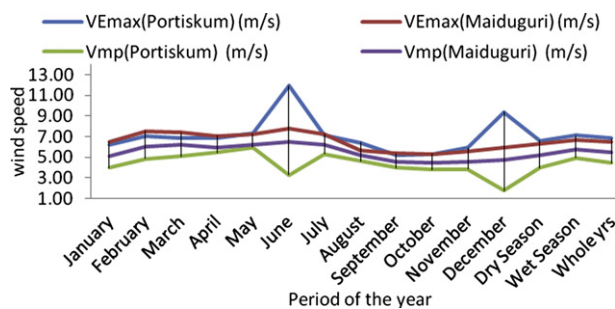 VEmax(Portiskum) (m/s) VEmax(Maiduguri) (m/s)
Vmp(Portiskum) (m/s) Vmp(Maiduguri) (m/s)
13.00
11.00
9.00
7.00
5.00
3.00
1.00
wind speed
January
February
March
April
May
June
July
August
September
October
November
December
Dry Season
Wet Season
Whole yrs
Period of the year